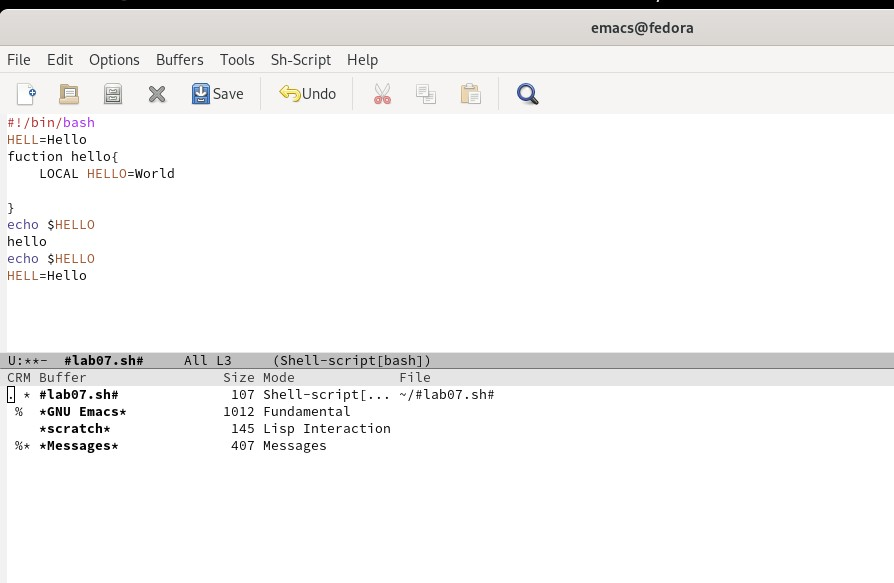 emacs@fedora
File Edit Options Buffers Tools Sh-Script Help
Save Undo
#!/bin/bash
HELL=Hello
fuction hello{
    LOCAL HELLO=World
}
echo $HELLO
hello
echo $HELLO
HELL=Hello
U:**-  #lab07.sh#     All L3     (Shell-script[bash])
CRM Buffer                 Size Mode             File
. * #lab07.sh#              107 Shell-script[... ~/#lab07.sh#
 %  *GNU Emacs*            1012 Fundamental
    *scratch*               145 Lisp Interaction
 %* *Messages*              407 Messages